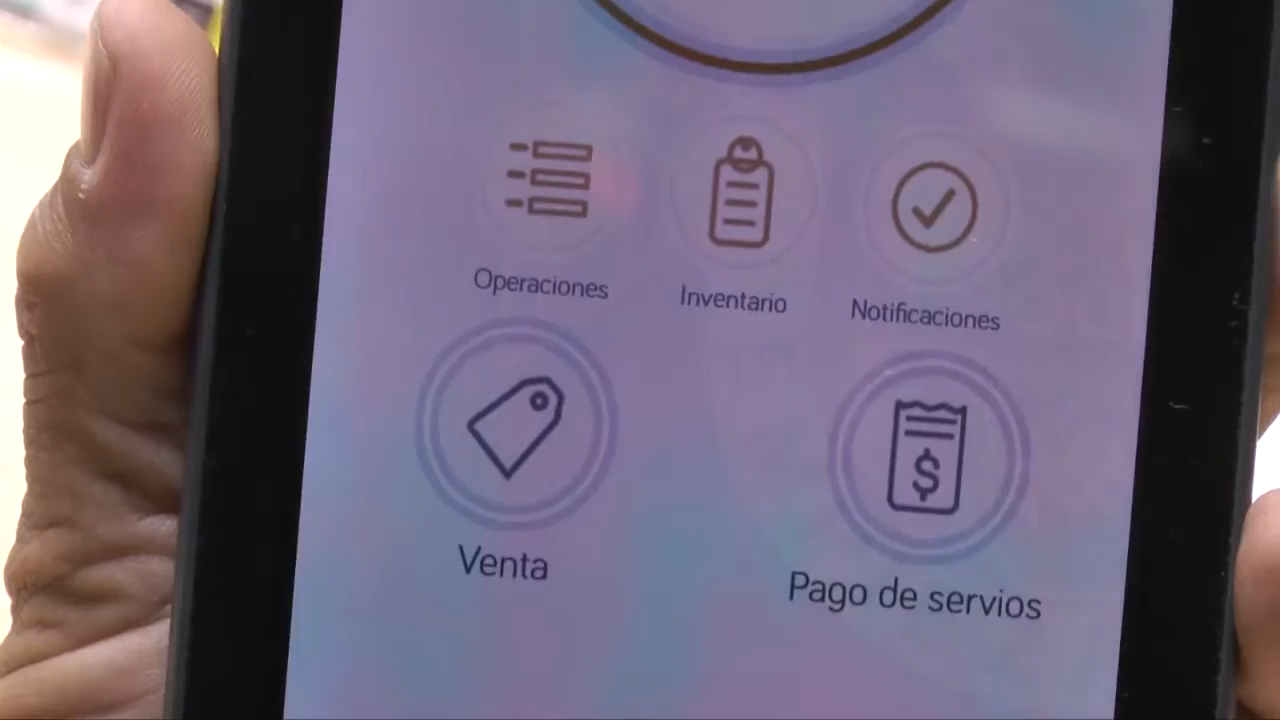 Operaciones
Inventario
Notificaciones
Venta
Pago de servios